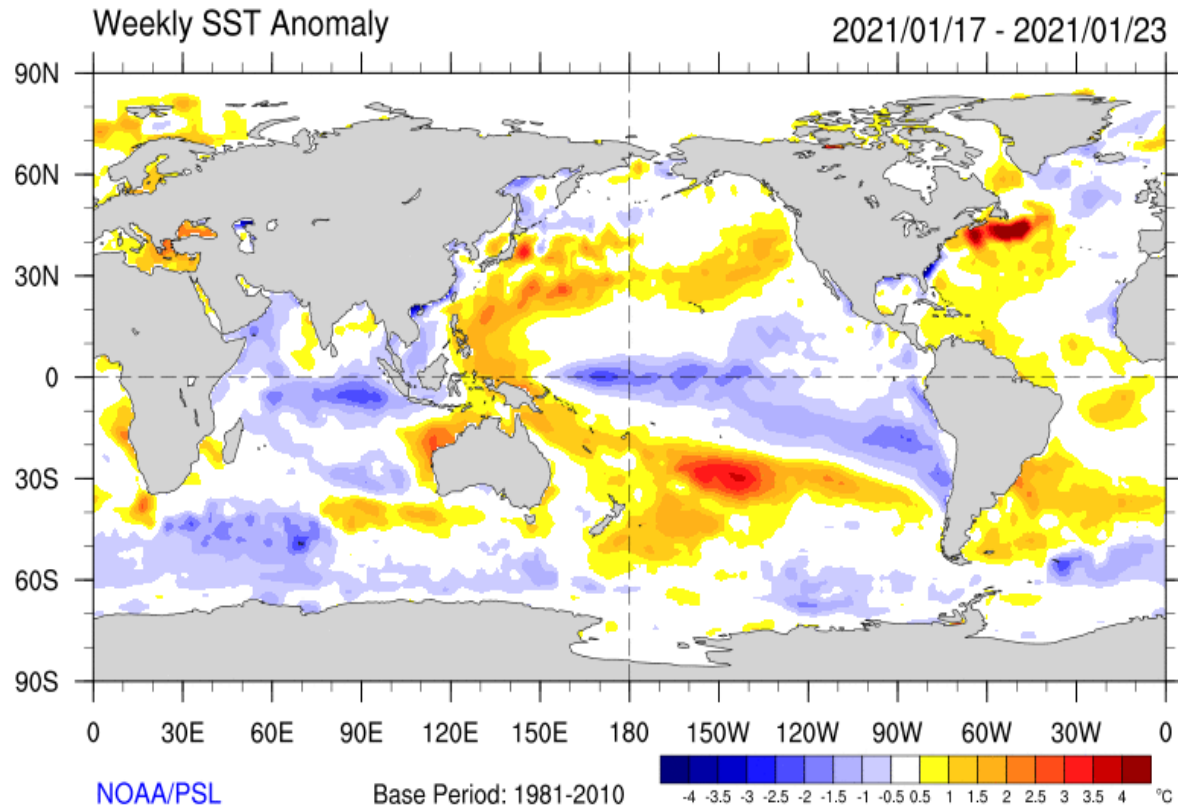 Weekly SST Anomaly 2021/01/17 - 2021/01/23
90N
60N
30N
0
30S
60S
90S
0 30E 60E 90E 120E 150E 180 150W 120W 90W 60W 30W 0
NOAA/PSL Base Period: 1981-2010
-4 -3.5 -3 -2.5 -2 -1.5 -1 -0.5 0.5 1 1.5 2 2.5 3 3.5 4 °C